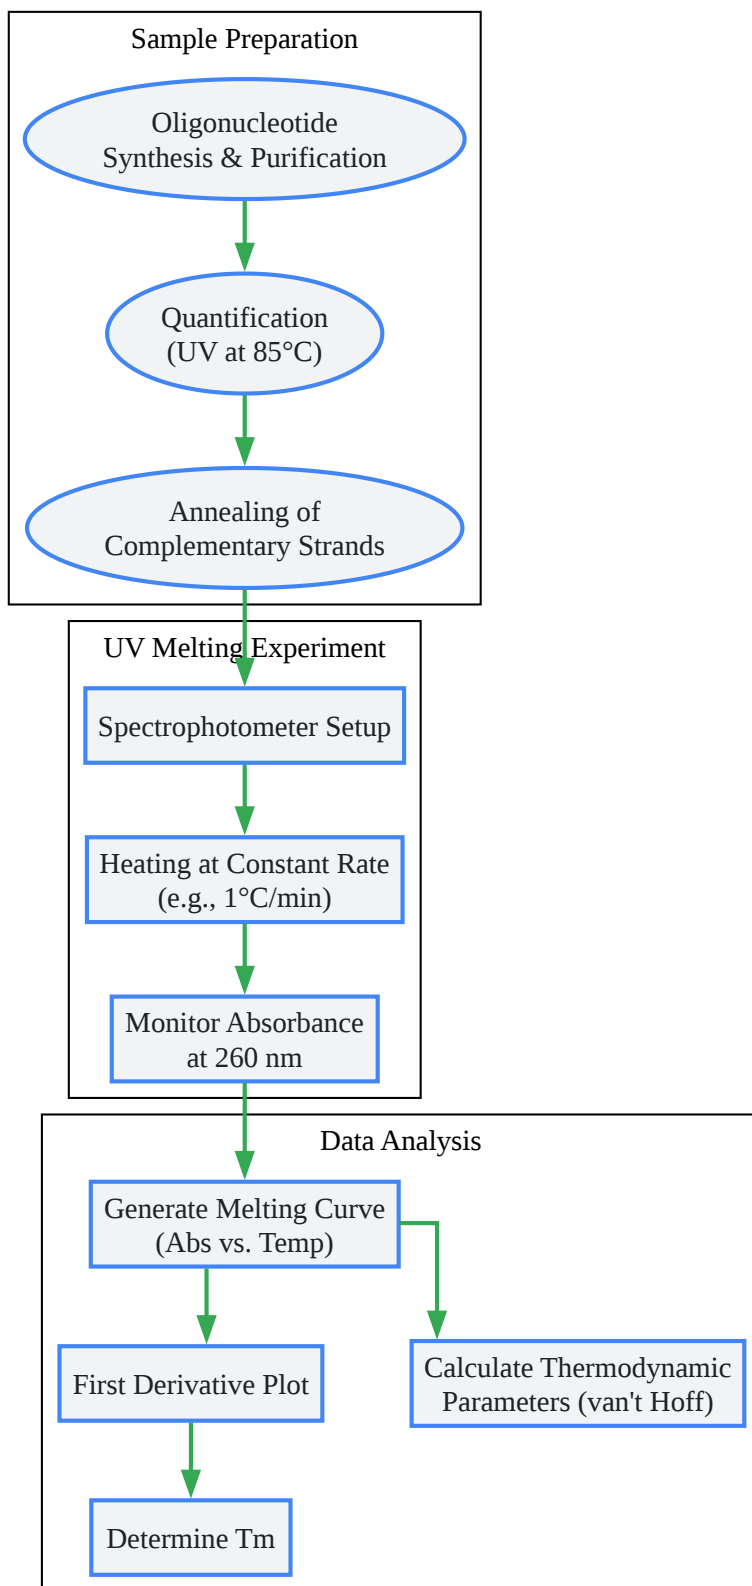 Sample Preparation
Oligonucleotide
Synthesis & Purification
Quantification
(UV at 85°C)
Annealing of
Complementary Strands
UV Melting Experiment
Spectrophotometer Setup
Heating at Constant Rate
(e.g., 1°C/min)
Monitor Absorbance
at 260 nm
Data Analysis
Generate Melting Curve
(Abs vs. Temp)
First Derivative Plot
Calculate Thermodynamic
Parameters (van't Hoff)
Determine Tm